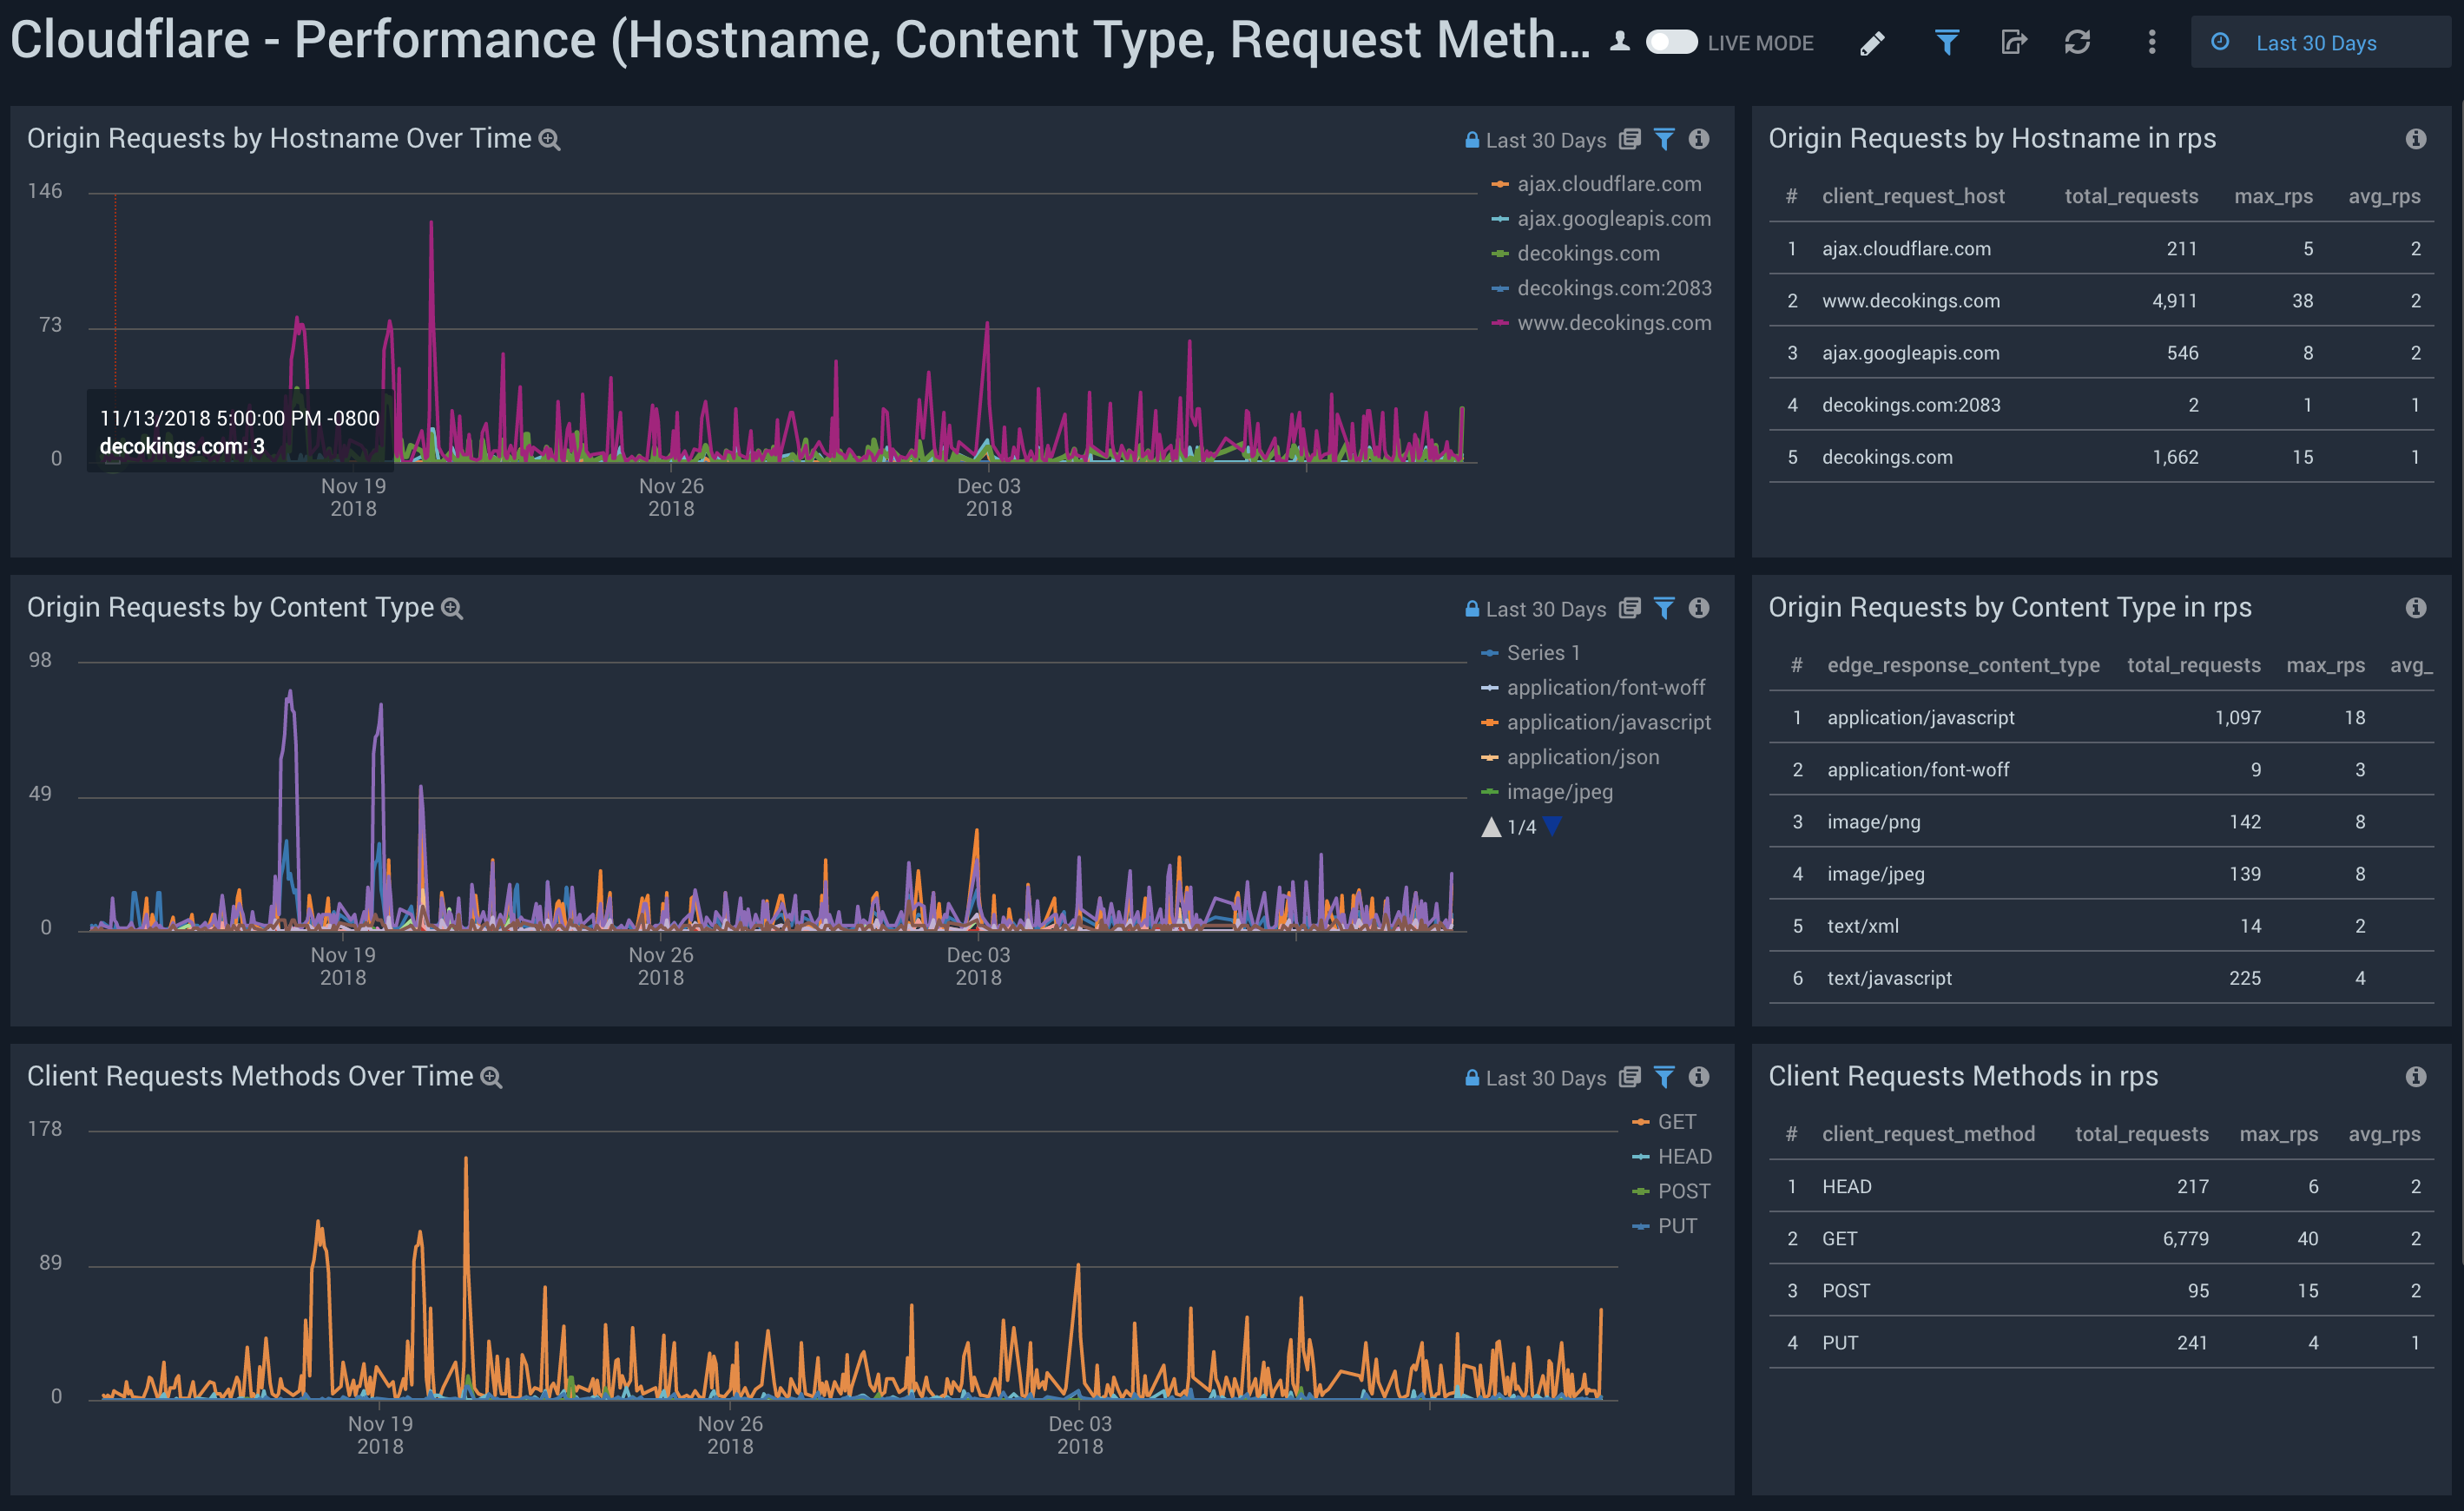 Cloudflare - Performance (Hostname, Content Type, Request Meth... LIVE MODE Last 30 Days
Origin Requests by Hostname Over Time Last 30 Days
146
73
0
11/13/2018 5:00:00 PM -0800
decokings.com: 3
Nov 19 Nov 26 Dec 03
2018 2018 2018
ajax.cloudflare.com
ajax.googleapis.com
decokings.com
decokings.com:2083
www.decokings.com
Origin Requests by Hostname in rps
# client_request_host total_requests max_rps avg_rps
1 ajax.cloudflare.com 211 5 2
2 www.decokings.com 4,911 38 2
3 ajax.googleapis.com 546 8 2
4 decokings.com:2083 2 1 1
5 decokings.com 1,662 15 1
Origin Requests by Content Type Last 30 Days
98
49
0
Nov 19 Nov 26 Dec 03
2018 2018 2018
Series 1
application/font-woff
application/javascript
application/json
image/jpeg
1/4
Origin Requests by Content Type in rps
# edge_response_content_type total_requests max_rps avg_
1 application/javascript 1,097 18
2 application/font-woff 9 3
3 image/png 142 8
4 image/jpeg 139 8
5 text/xml 14 2
6 text/javascript 225 4
Client Requests Methods Over Time Last 30 Days
178
89
0
Nov 19 Nov 26 Dec 03
2018 2018 2018
GET
HEAD
POST
PUT
Client Requests Methods in rps
# client_request_method total_requests max_rps avg_rps
1 HEAD 217 6 2
2 GET 6,779 40 2
3 POST 95 15 2
4 PUT 241 4 1